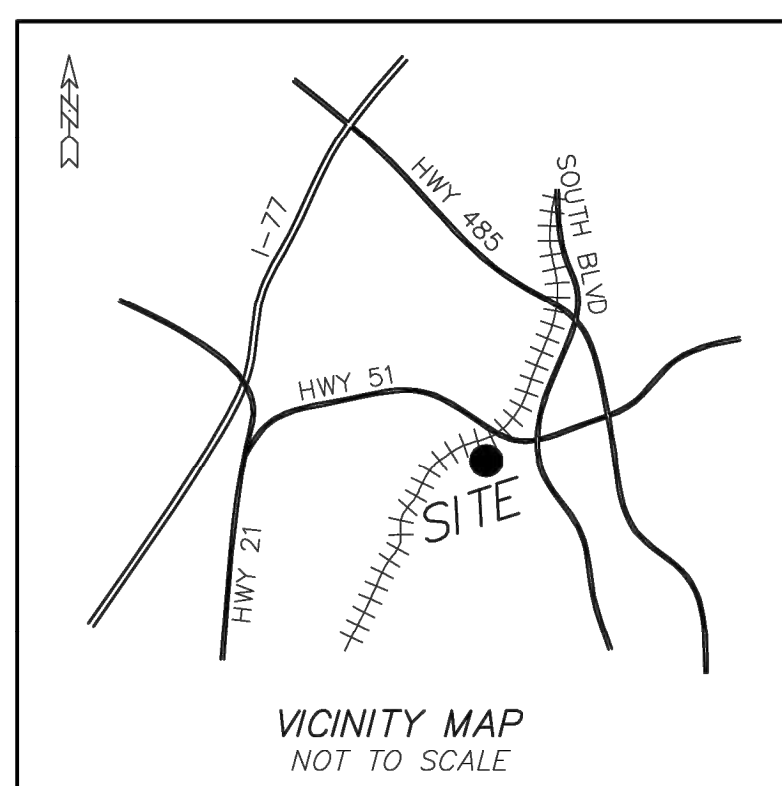 N
I-77
HWY 485
SOUTH BLVD
HWY 51
SITE
HWY 21
VICINITY MAP
NOT TO SCALE